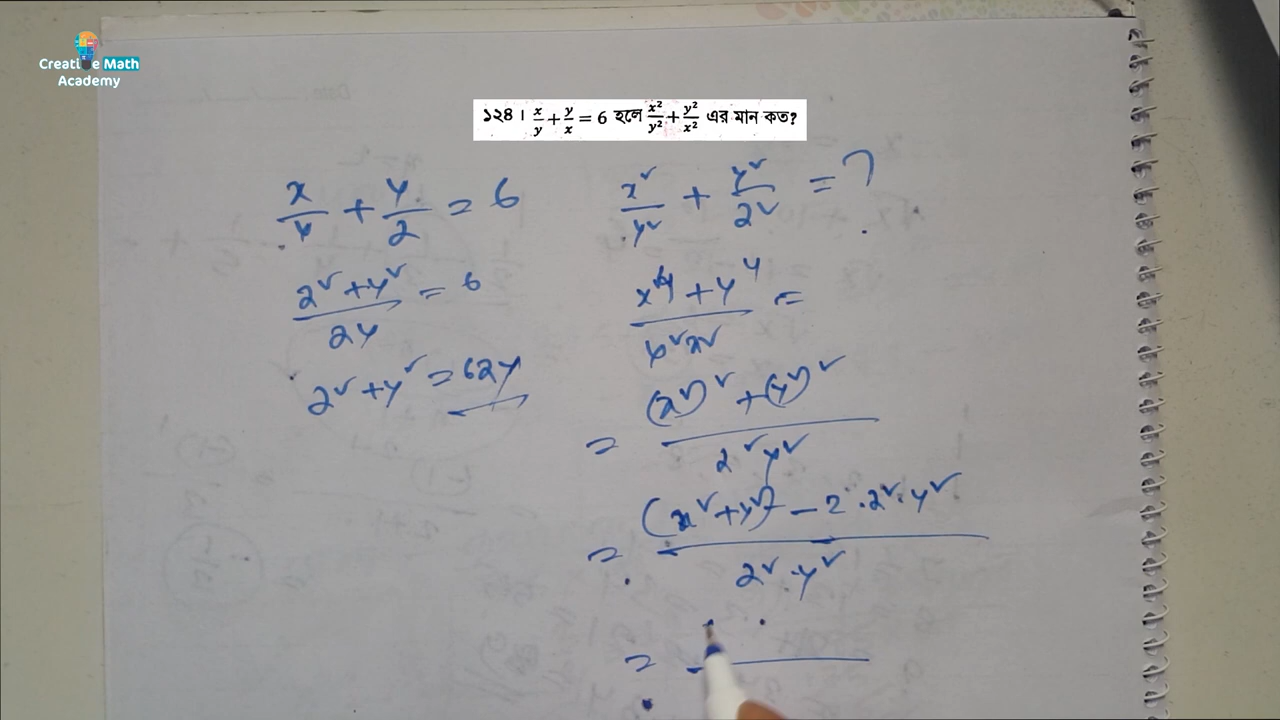 Creative Math
Academy
১২৪। x/y + y/x = 6 হলে x²/y² + y²/x² এর মান কত?
x/y + y/x = 6
x²+y²/xy = 6
x²+y² = 6xy
x²/y² + y²/x² = ?
x⁴+y⁴/y²x² =
= (x²)²+(y²)²/x²y²
= (x²+y²)²-2.x².y²/x².y²
=